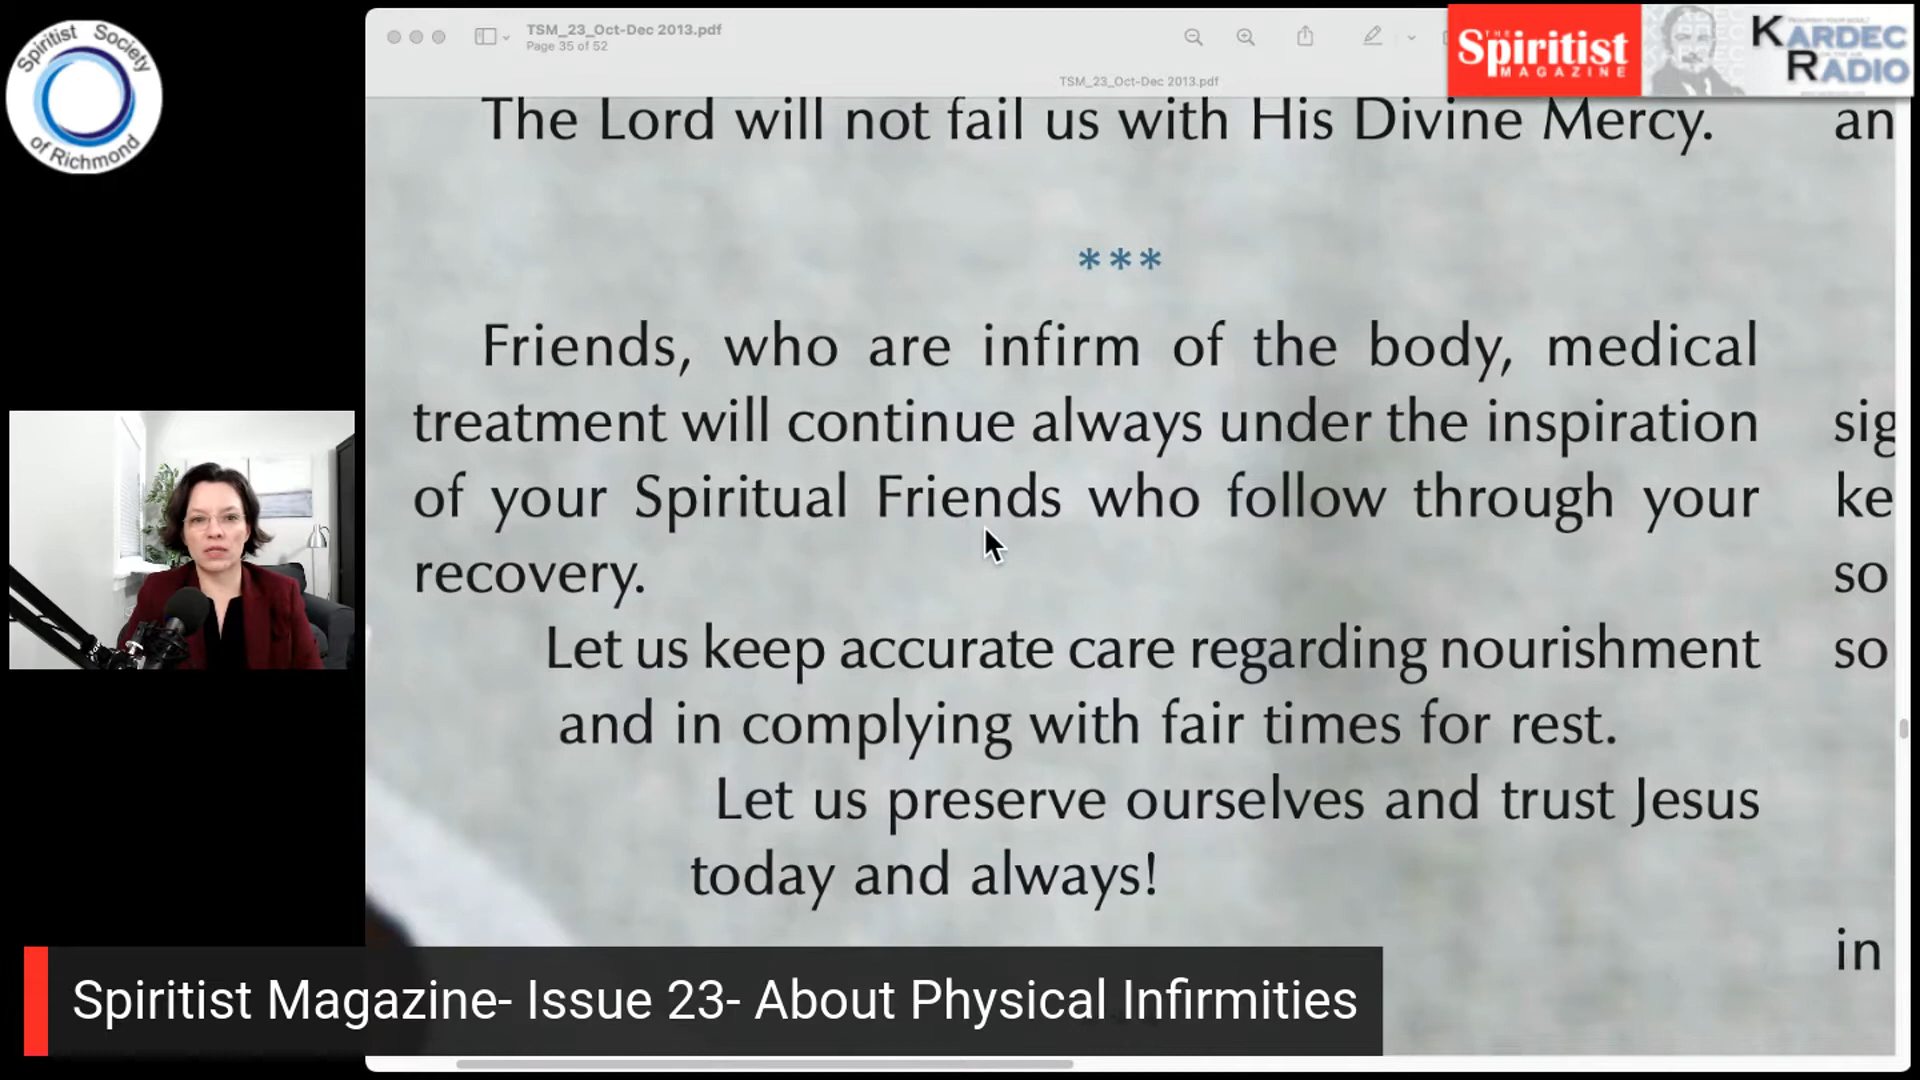 Spiritist Society
of Richmond
TSM_23_Oct-Dec 2013.pdf
Page 35 of 52
TSM_23_Oct-Dec 2013.pdf
THE
Spiritist
MAGAZINE
KARDEC
RADIO
The Lord will not fail us with His Divine Mercy.
an
***
Friends, who are infirm of the body, medical
treatment will continue always under the inspiration
sig
of your Spiritual Friends who follow through your
ke
recovery.
so
Let us keep accurate care regarding nourishment
so
and in complying with fair times for rest.
Let us preserve ourselves and trust Jesus
today and always!
in
Spiritist Magazine- Issue 23- About Physical Infirmities